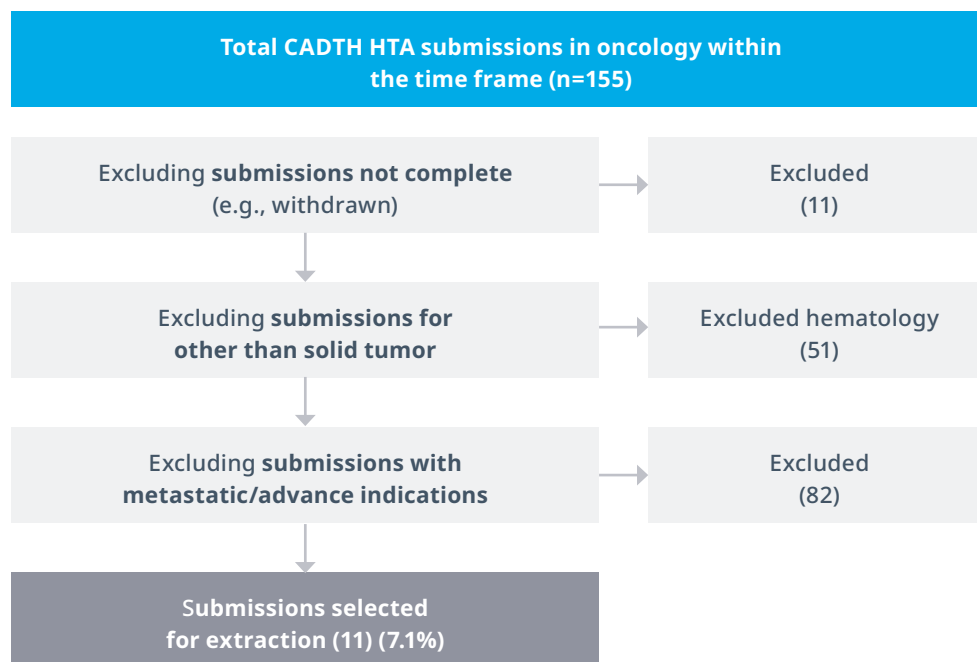 Total CADTH HTA submissions in oncology within
the time frame (n=155)
Excluding submissions not complete
(e.g., withdrawn)
Excluded
(11)
Excluding submissions for
other than solid tumor
Excluded hematology
(51)
Excluding submissions with
metastatic/advance indications
Excluded
(82)
Submissions selected
for extraction (11) (7.1%)